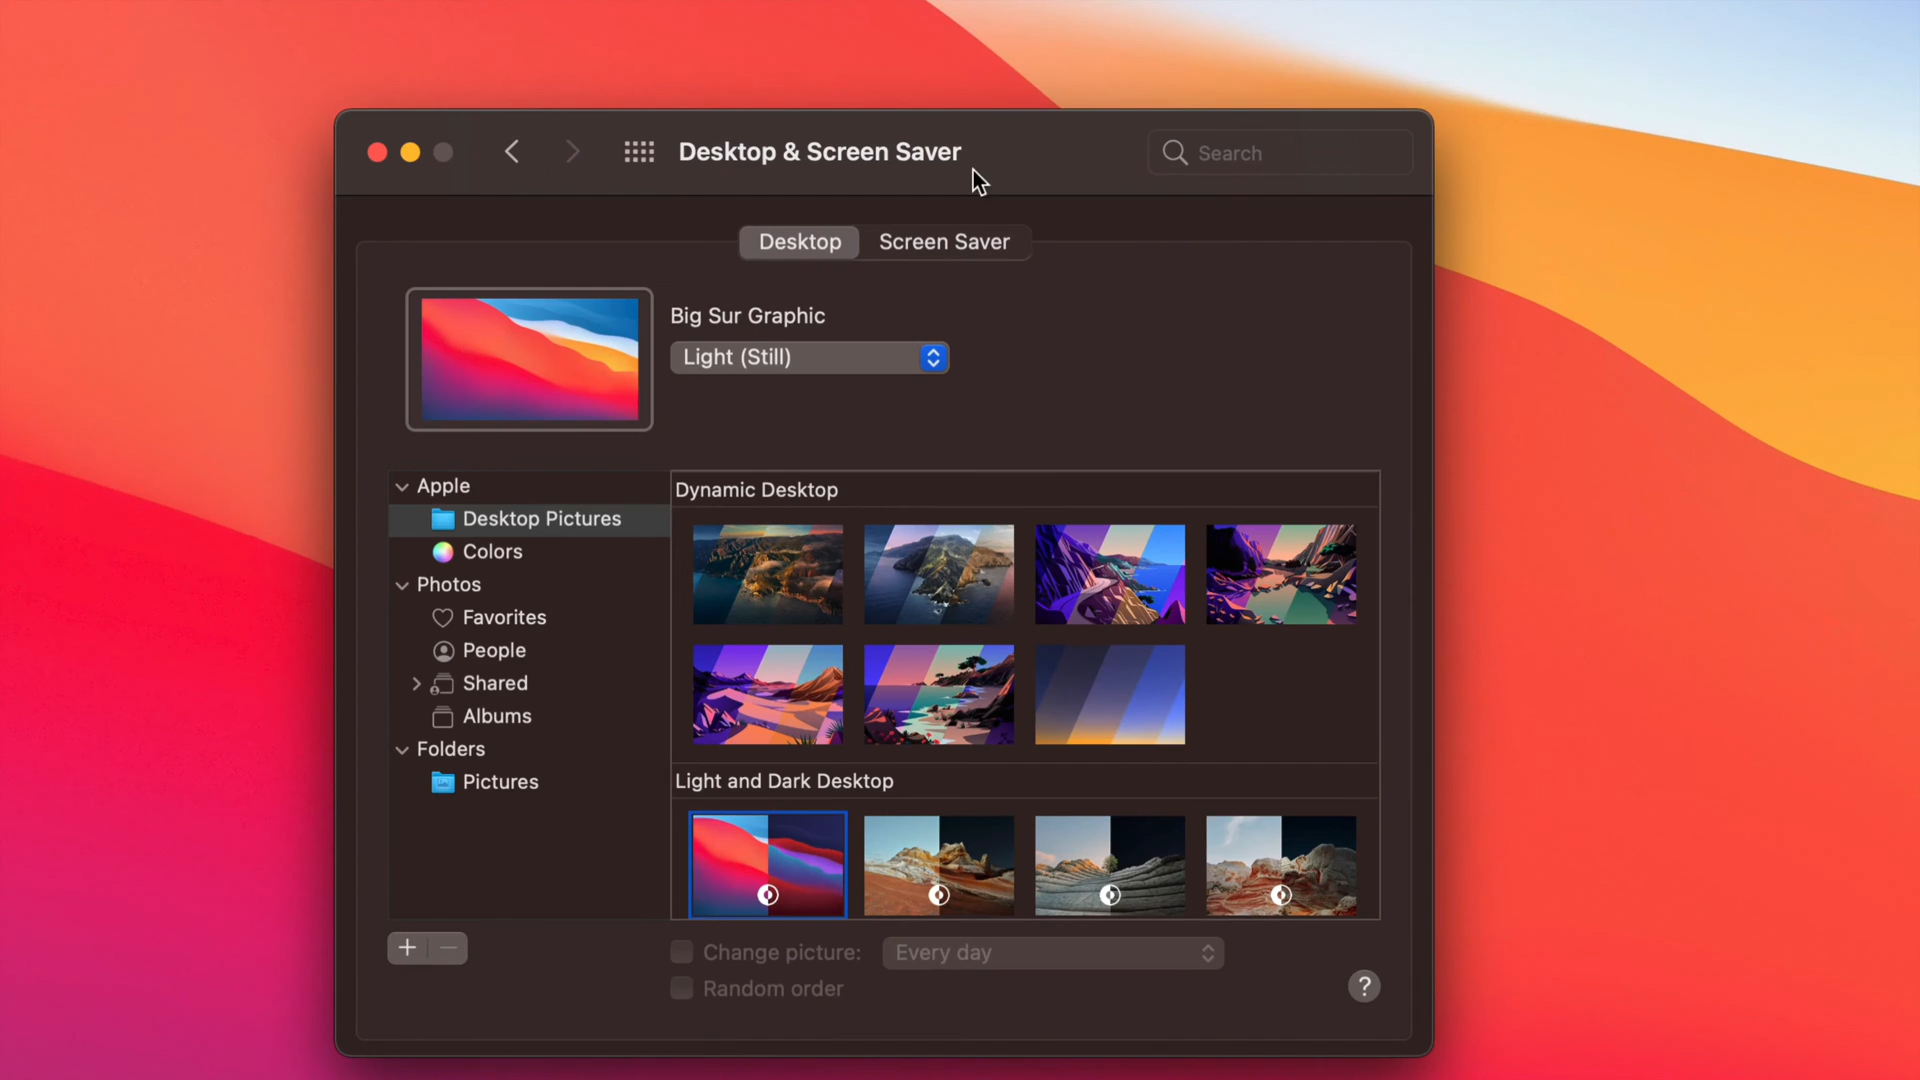 Desktop & Screen Saver
Search
Desktop
Screen Saver
Big Sur Graphic
Light (Still)
Apple
Desktop Pictures
Colors
Photos
Favorites
People
Shared
Albums
Folders
Pictures
Dynamic Desktop
Light and Dark Desktop
+
−
Change picture:
Every day
Random order
?